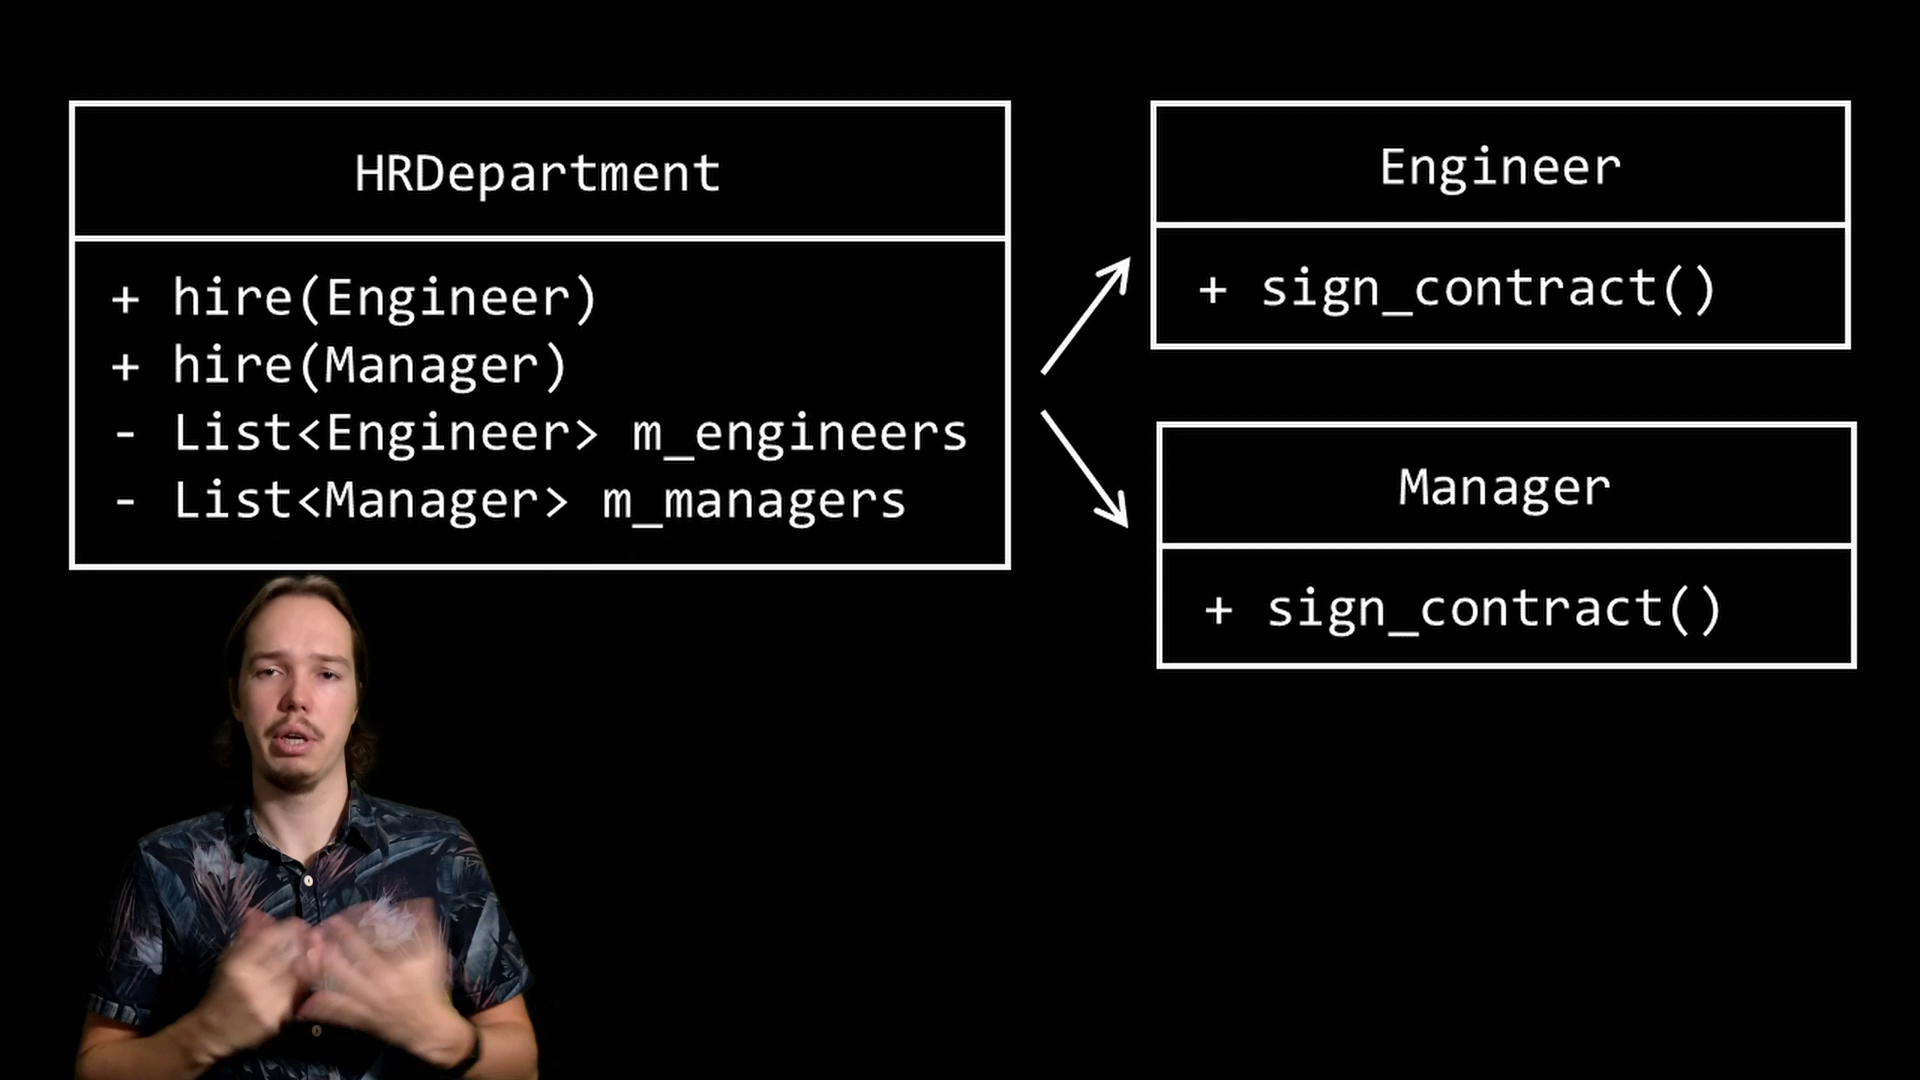 HRDepartment
+ hire(Engineer)
+ hire(Manager)
- List<Engineer> m_engineers
- List<Manager> m_managers
Engineer
+ sign_contract()
Manager
+ sign_contract()